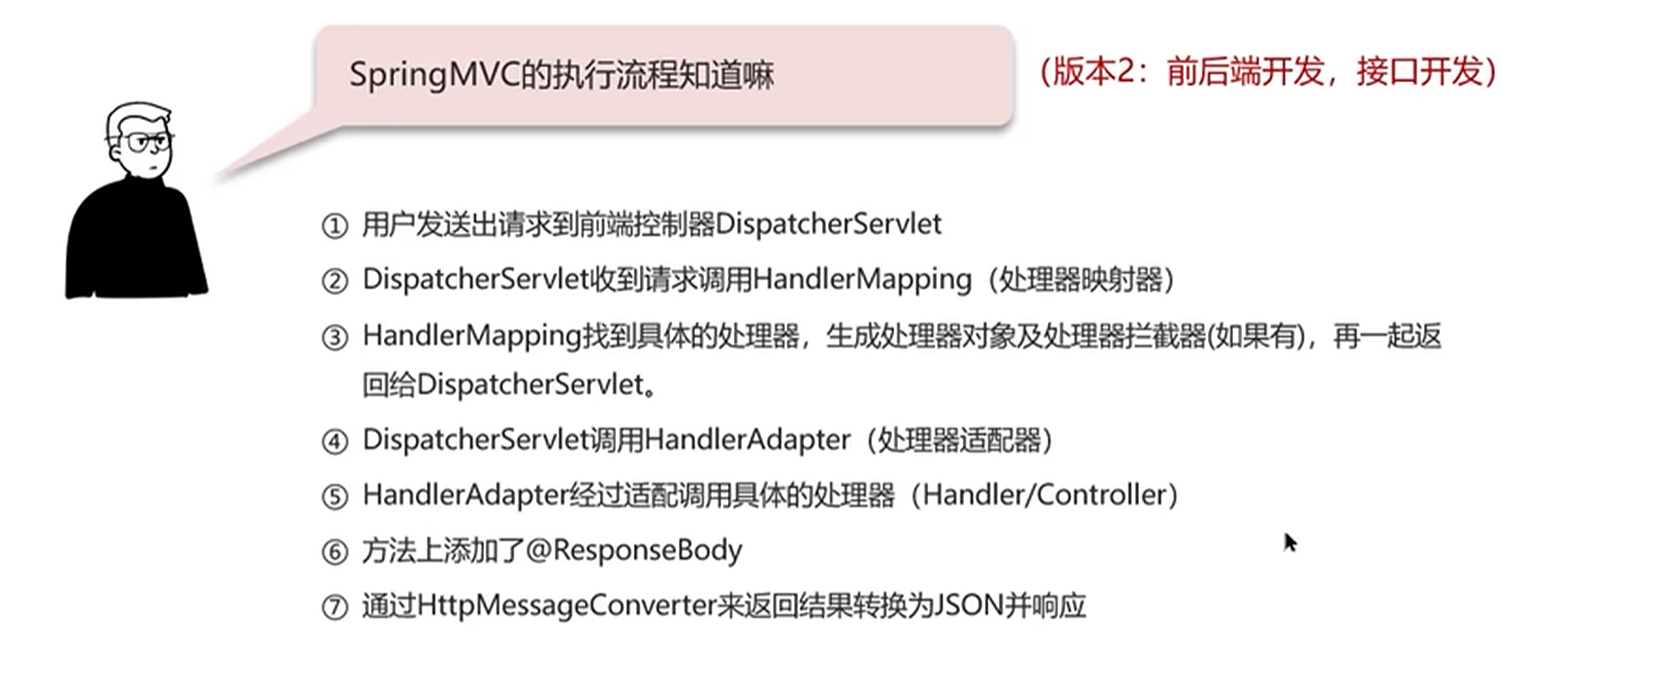 SpringMVC的执行流程知道嘛
（版本2：前后端开发，接口开发）
① 用户发送出请求到前端控制器DispatcherServlet
② DispatcherServlet收到请求调用HandlerMapping（处理器映射器）
③ HandlerMapping找到具体的处理器，生成处理器对象及处理器拦截器(如果有)，再一起返
回给DispatcherServlet。
④ DispatcherServlet调用HandlerAdapter（处理器适配器）
⑤ HandlerAdapter经过适配调用具体的处理器（Handler/Controller）
⑥ 方法上添加了@ResponseBody
⑦ 通过HttpMessageConverter来返回结果转换为JSON并响应